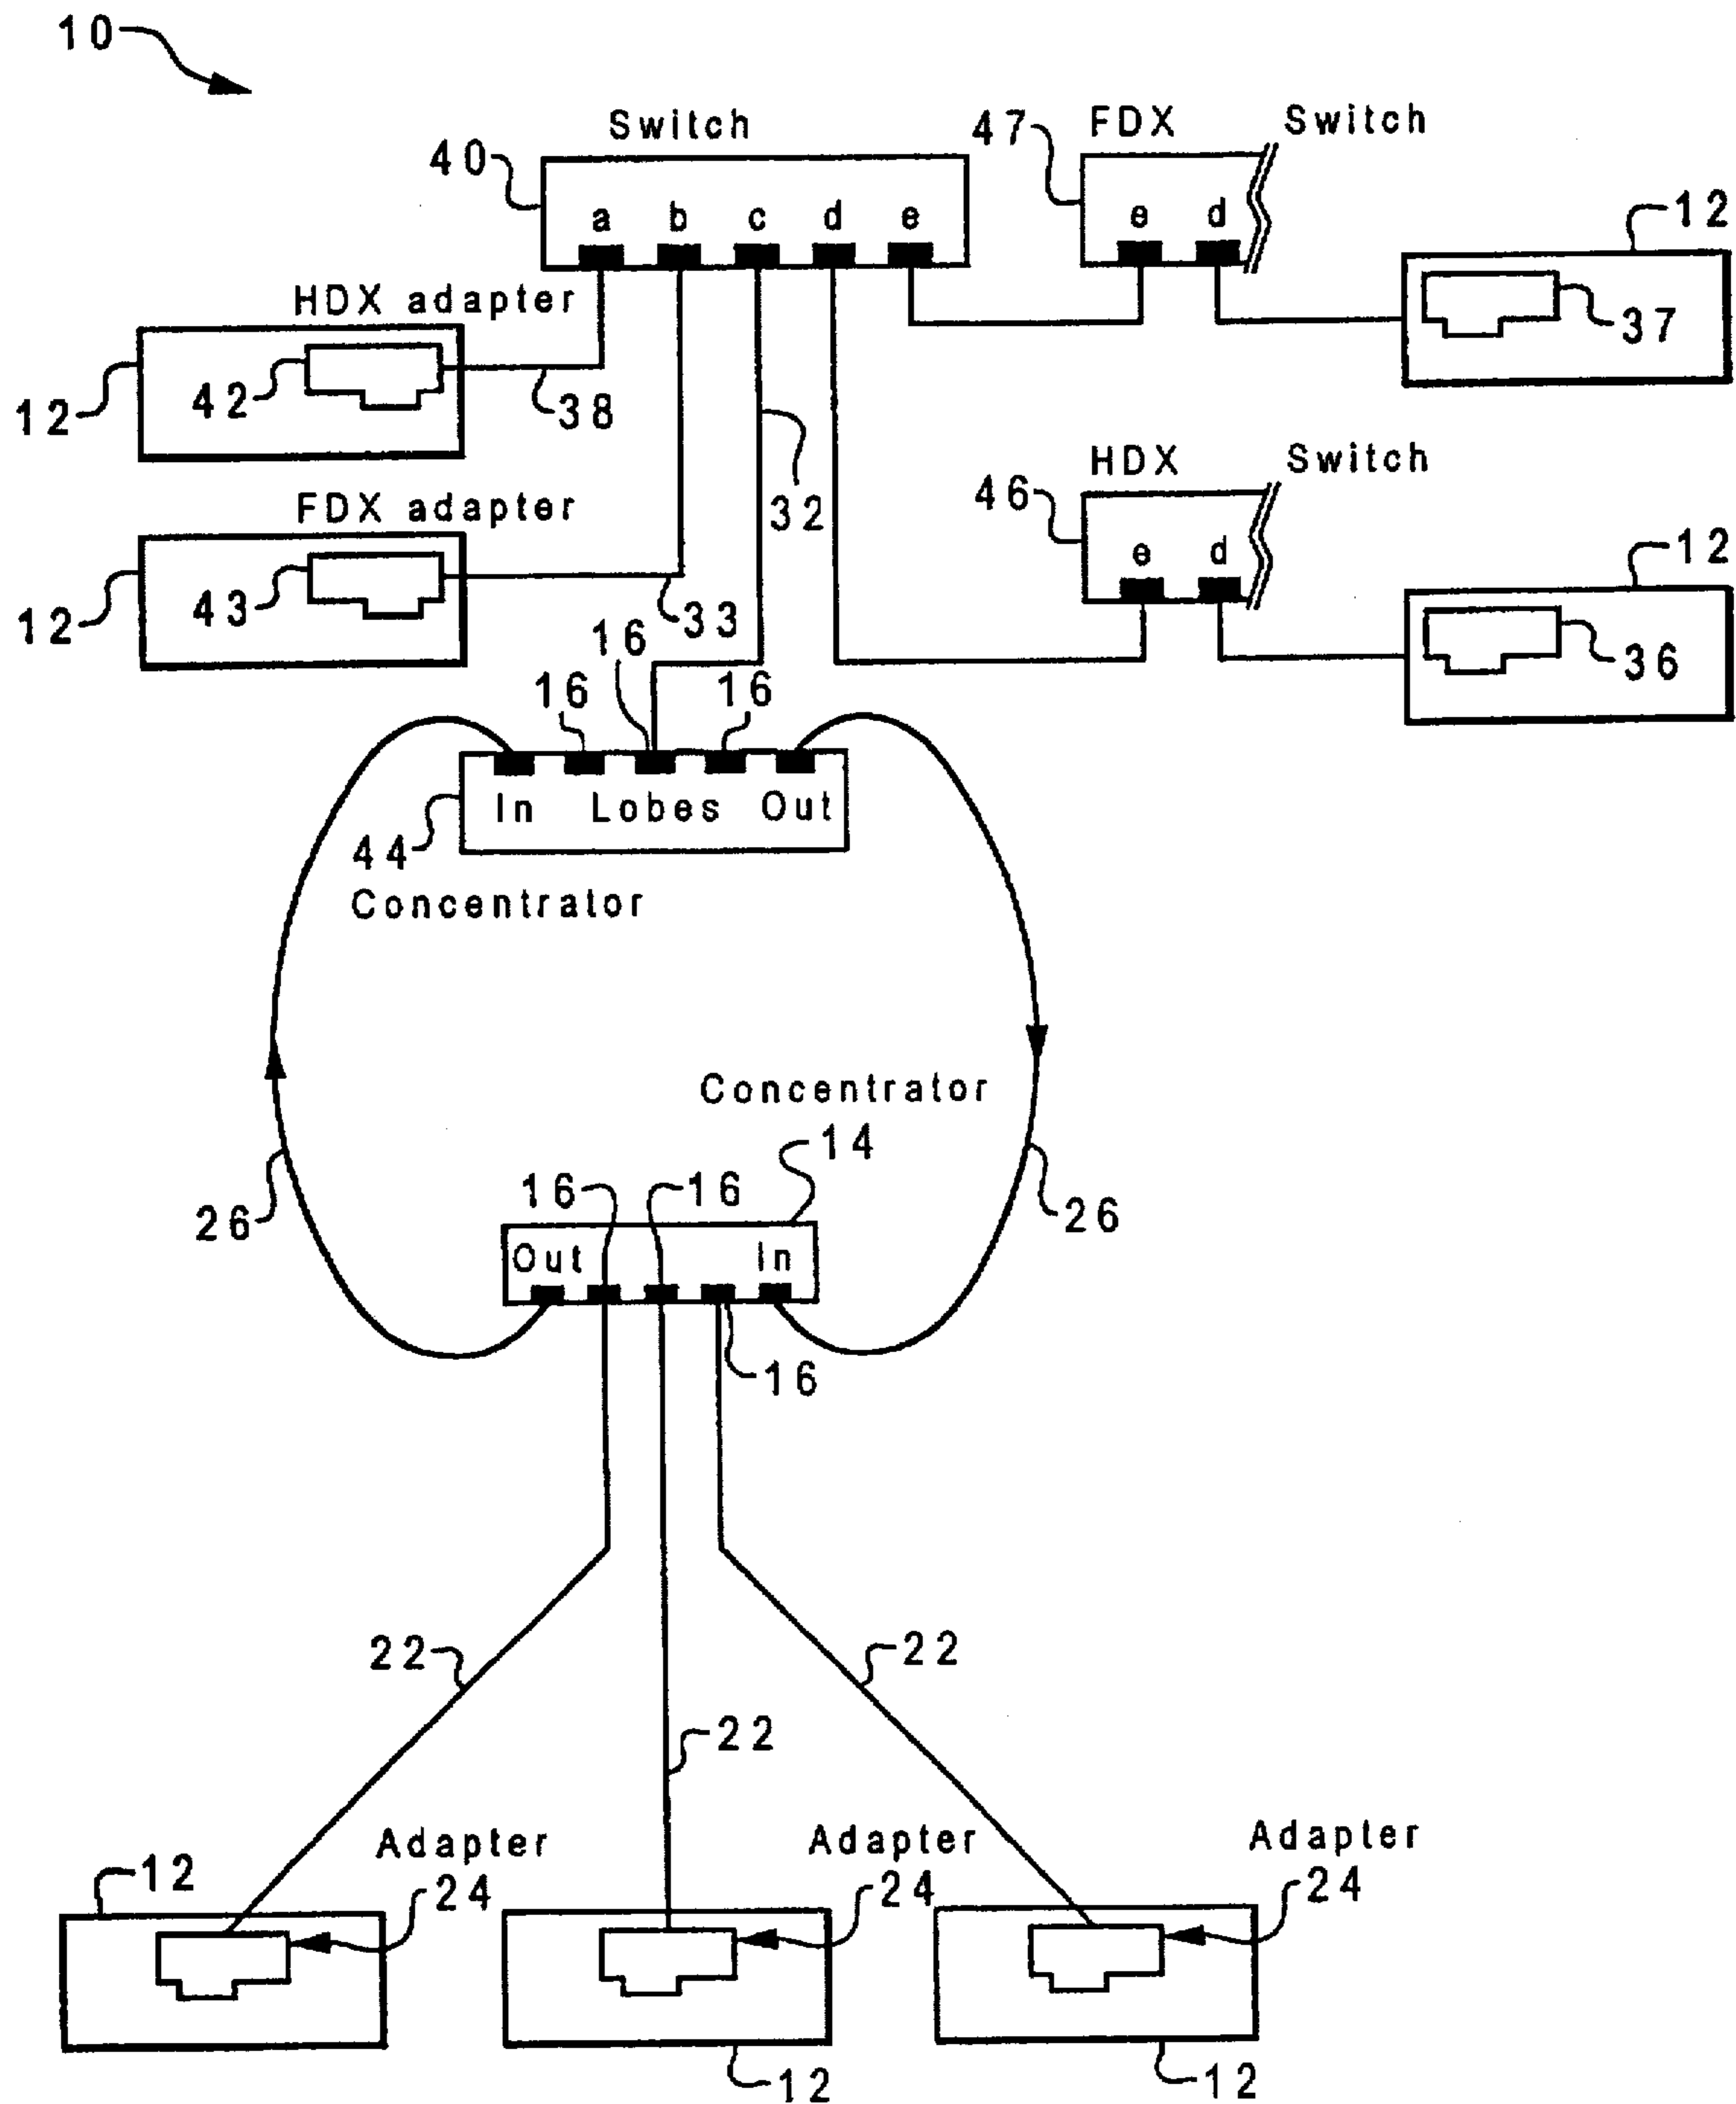 10
Switch
47
FDX
Switch
40
a b c d e
e d
12
HDX adapter
37
12
42
38
HDX
Switch
32
46
FDX adapter
e d
12
12
43
33
16
36
16
16
In Lobes Out
44
Concentrator
Concentrator
14
16
16
26
26
Out In
16
22
22
22
Adapter
Adapter
Adapter
12
24
24
24
12
12